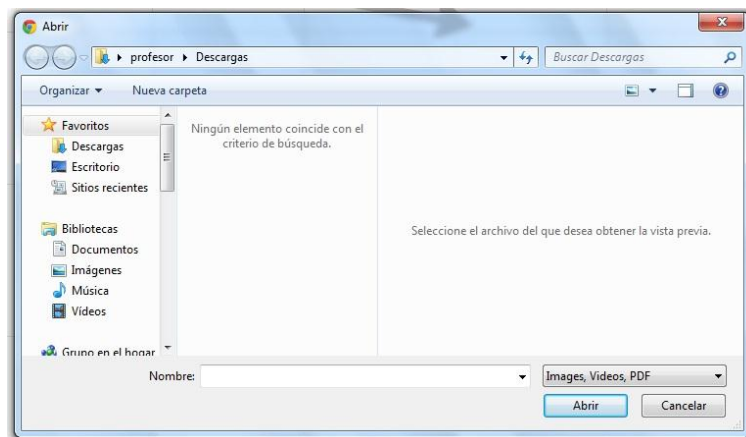 Abrir
profesor Descargas
Buscar Descargas
Organizar
Nueva carpeta
Favoritos
Descargas
Escritorio
Sitios recientes
Bibliotecas
Documentos
Imágenes
Música
Vídeos
Grupo en el hogar
Ningún elemento coincide con el
criterio de búsqueda.
Seleccione el archivo del que desea obtener la vista previa.
Nombre:
Images, Videos, PDF
Abrir
Cancelar